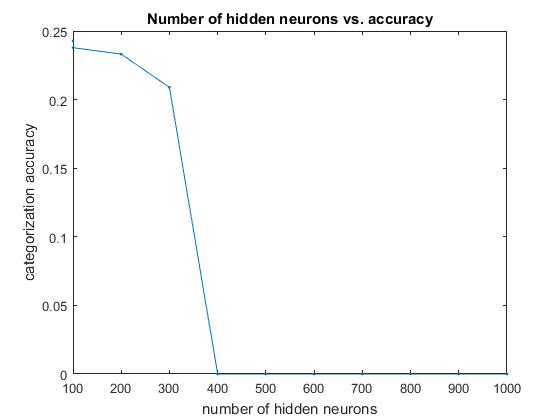 Number of hidden neurons vs. accuracy
0.25
0.2
0.15
0.1
0.05
0
categorization accuracy
100 200 300 400 500 600 700 800 900 1000
number of hidden neurons